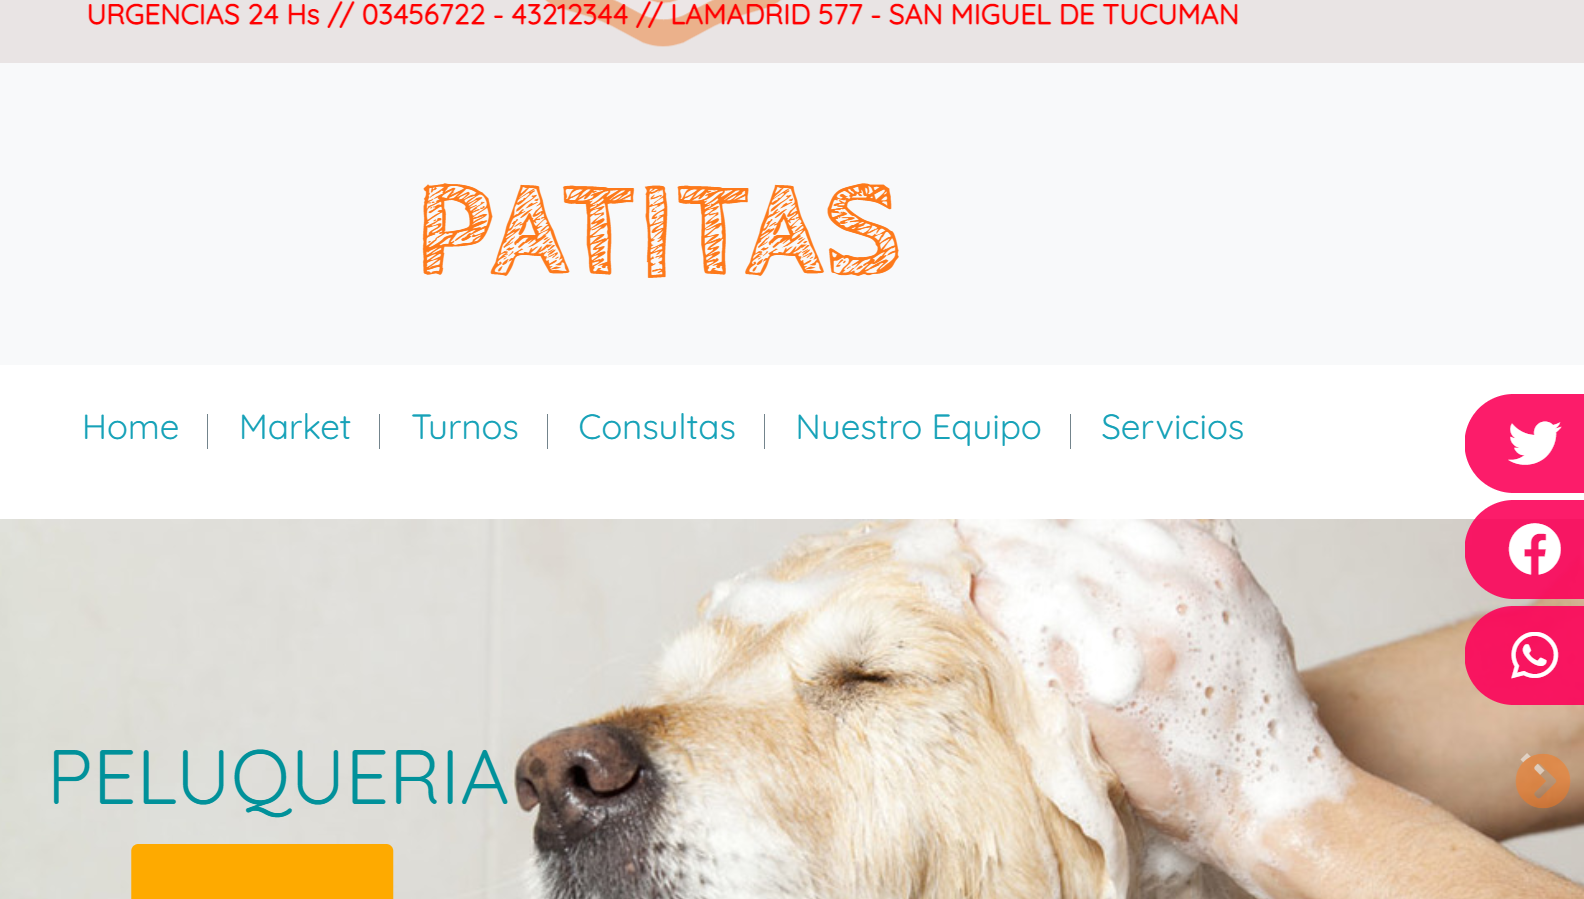 URGENCIAS 24 Hs // 03456722 - 43212344 // LAMADRID 577 - SAN MIGUEL DE TUCUMAN
PATITAS
Home | Market | Turnos | Consultas | Nuestro Equipo | Servicios
PELUQUERIA